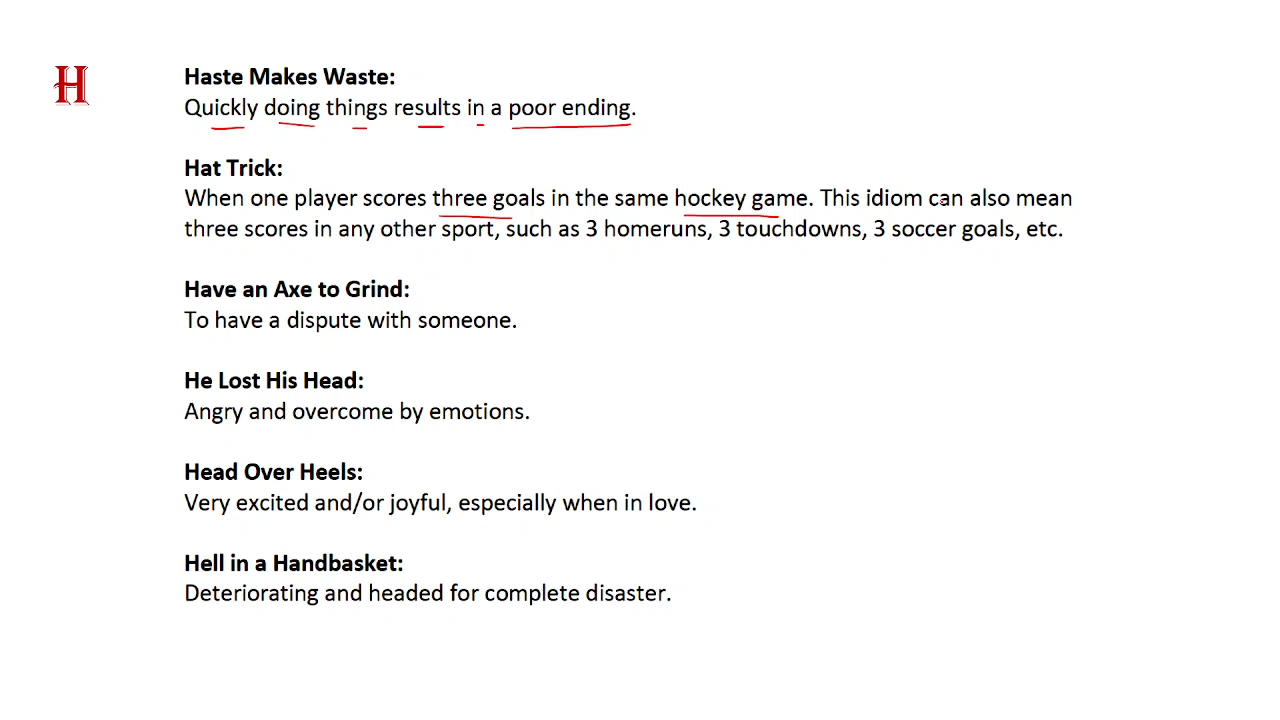 H
Haste Makes Waste:
Quickly doing things results in a poor ending.
Hat Trick:
When one player scores three goals in the same hockey game. This idiom can also mean
three scores in any other sport, such as 3 homeruns, 3 touchdowns, 3 soccer goals, etc.
Have an Axe to Grind:
To have a dispute with someone.
He Lost His Head:
Angry and overcome by emotions.
Head Over Heels:
Very excited and/or joyful, especially when in love.
Hell in a Handbasket:
Deteriorating and headed for complete disaster.